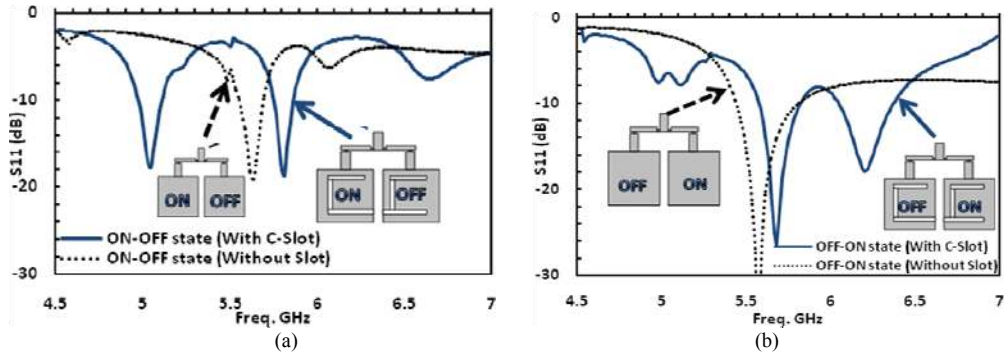 (a)
0
-10
-20
-30
S11 (dB)
ON
OFF
ON
OFF
ON-OFF state (With C-Slot)
ON-OFF state (Without Slot)
4.5
5
5.5
6
6.5
7
Freq. GHz
(a)
(b)
0
-10
-20
-30
S11 (dB)
OFF
ON
OFF
ON
OFF-ON state (With C-Slot)
OFF-ON state (Without Slot)
4.5
5
5.5
6
6.5
7
Freq. GHz
(b)